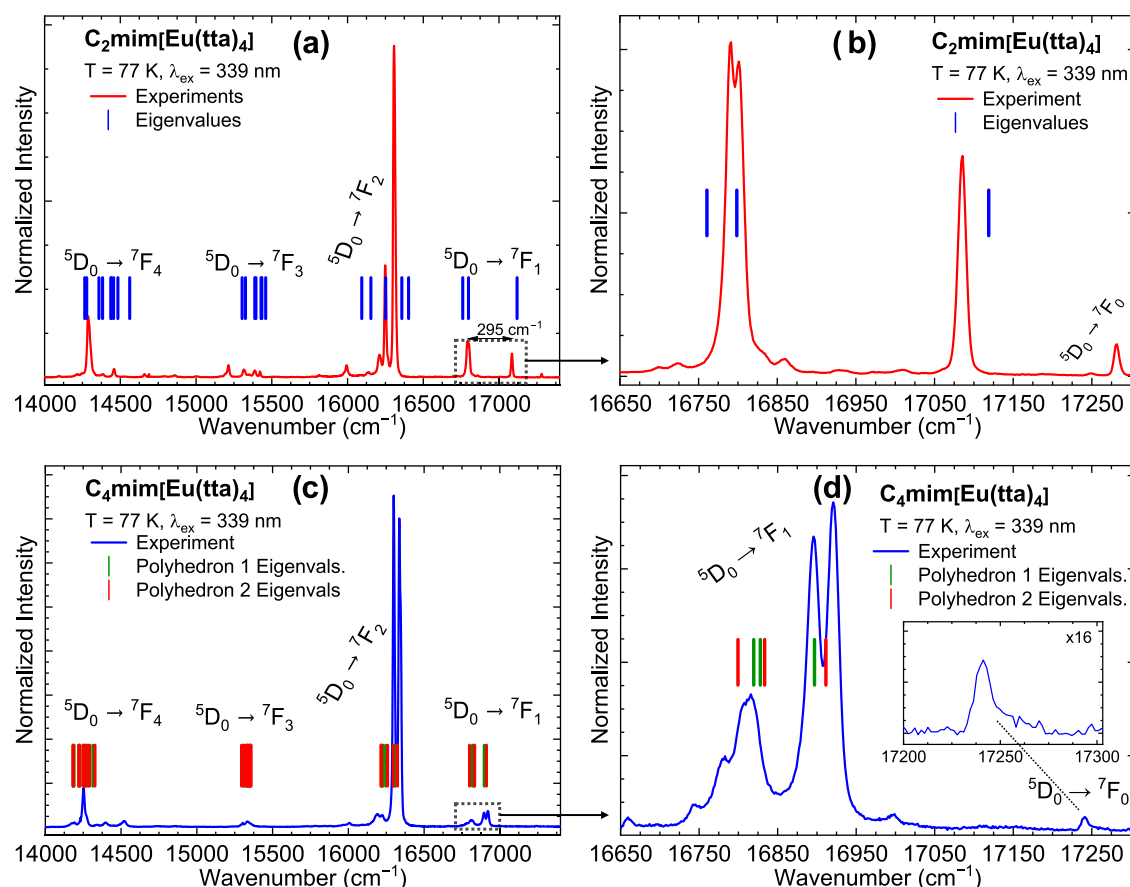 (a)
C₂mim[Eu(tta)₄]
T = 77 K, λₑₓ = 339 nm
Experiments
Eigenvalues
⁵D₀ → ⁷F₄
⁵D₀ → ⁷F₃
⁵D₀ → ⁷F₂
⁵D₀ → ⁷F₁
295 cm⁻¹
Normalized Intensity
14000 14500 15000 15500 16000 16500 17000
Wavenumber (cm⁻¹)
(b)
C₂mim[Eu(tta)₄]
T = 77 K, λₑₓ = 339 nm
Experiment
Eigenvalues
⁵D₀ → ⁷F₀
Normalized Intensity
16650 16750 16850 16950 17050 17150 17250
Wavenumber (cm⁻¹)
(c)
C₄mim[Eu(tta)₄]
T = 77 K, λₑₓ = 339 nm
Experiment
Polyhedron 1 Eigenvals.
Polyhedron 2 Eigenvals
⁵D₀ → ⁷F₄
⁵D₀ → ⁷F₃
⁵D₀ → ⁷F₂
⁵D₀ → ⁷F₁
Normalized Intensity
14000 14500 15000 15500 16000 16500 17000
Wavenumber (cm⁻¹)
(d)
C₄mim[Eu(tta)₄]
T = 77 K, λₑₓ = 339 nm
Experiment
Polyhedron 1 Eigenvals.
Polyhedron 2 Eigenvals.
⁵D₀ → ⁷F₁
x16
17200 17250 17300
⁵D₀ → ⁷F₀
Normalized Intensity
16650 16750 16850 16950 17050 17150 17250
Wavenumber (cm⁻¹)